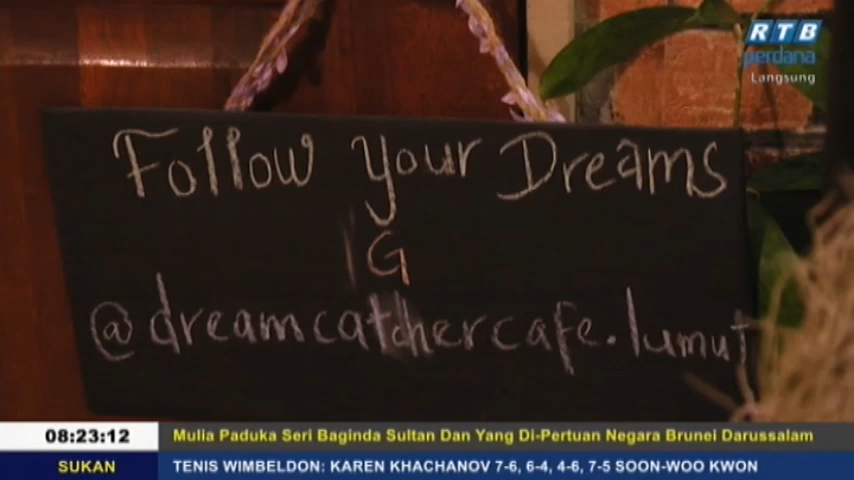 RTB
perdana
Langsung
Follow your Dreams
IG
@dreamcatchercafe.lumut
08:23:12
Mulia Paduka Seri Baginda Sultan Dan Yang Di-Pertuan Negara Brunei Darussalam
SUKAN
TENIS WIMBELDON: KAREN KHACHANOV 7-6, 6-4, 4-6, 7-5 SOON-WOO KWON